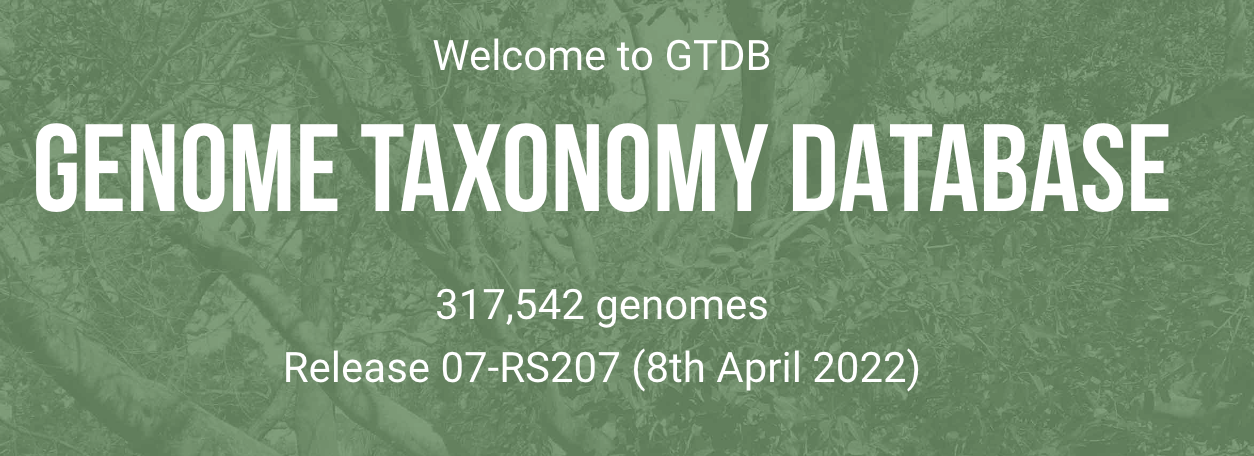 Welcome to GTDB
GENOME TAXONOMY DATABASE
317,542 genomes
Release 07-RS207 (8th April 2022)